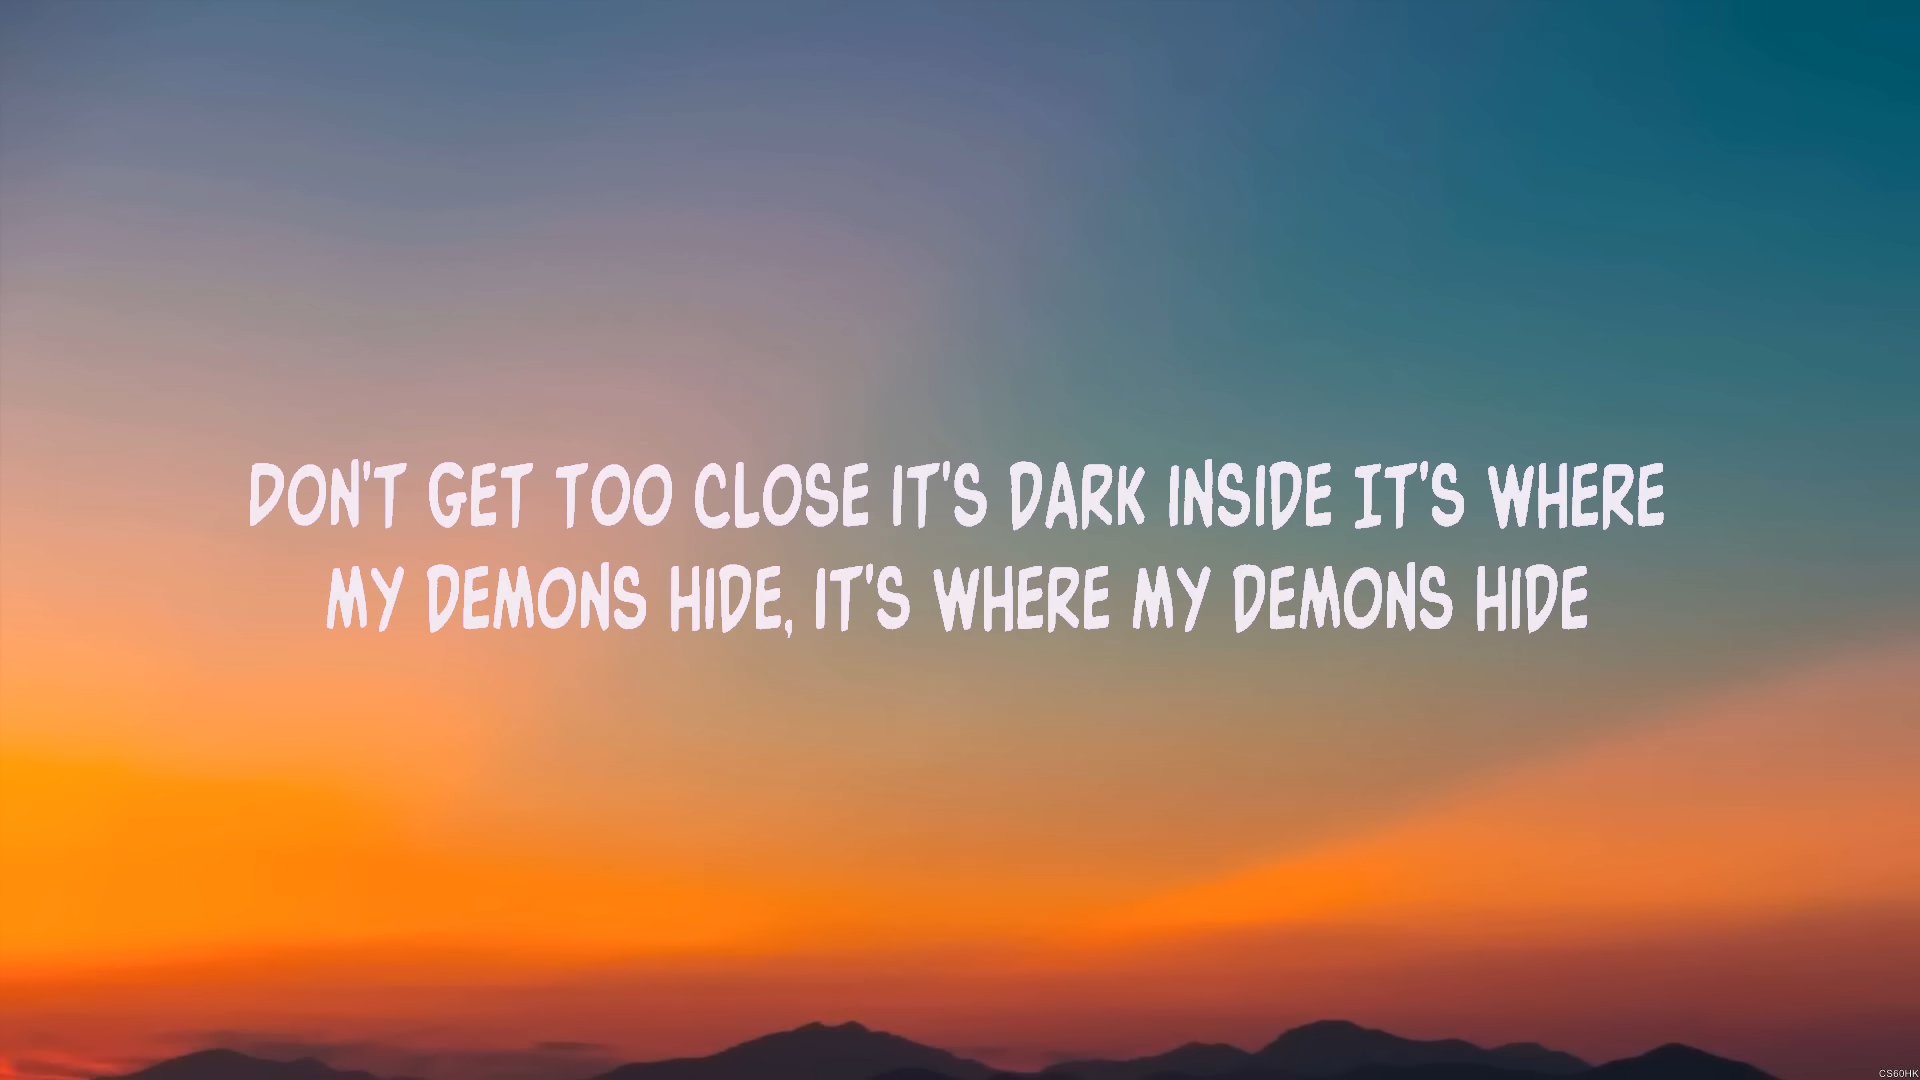 DON'T GET TOO CLOSE IT'S DARK INSIDE IT'S WHERE
MY DEMONS HIDE, IT'S WHERE MY DEMONS HIDE
CS60HK